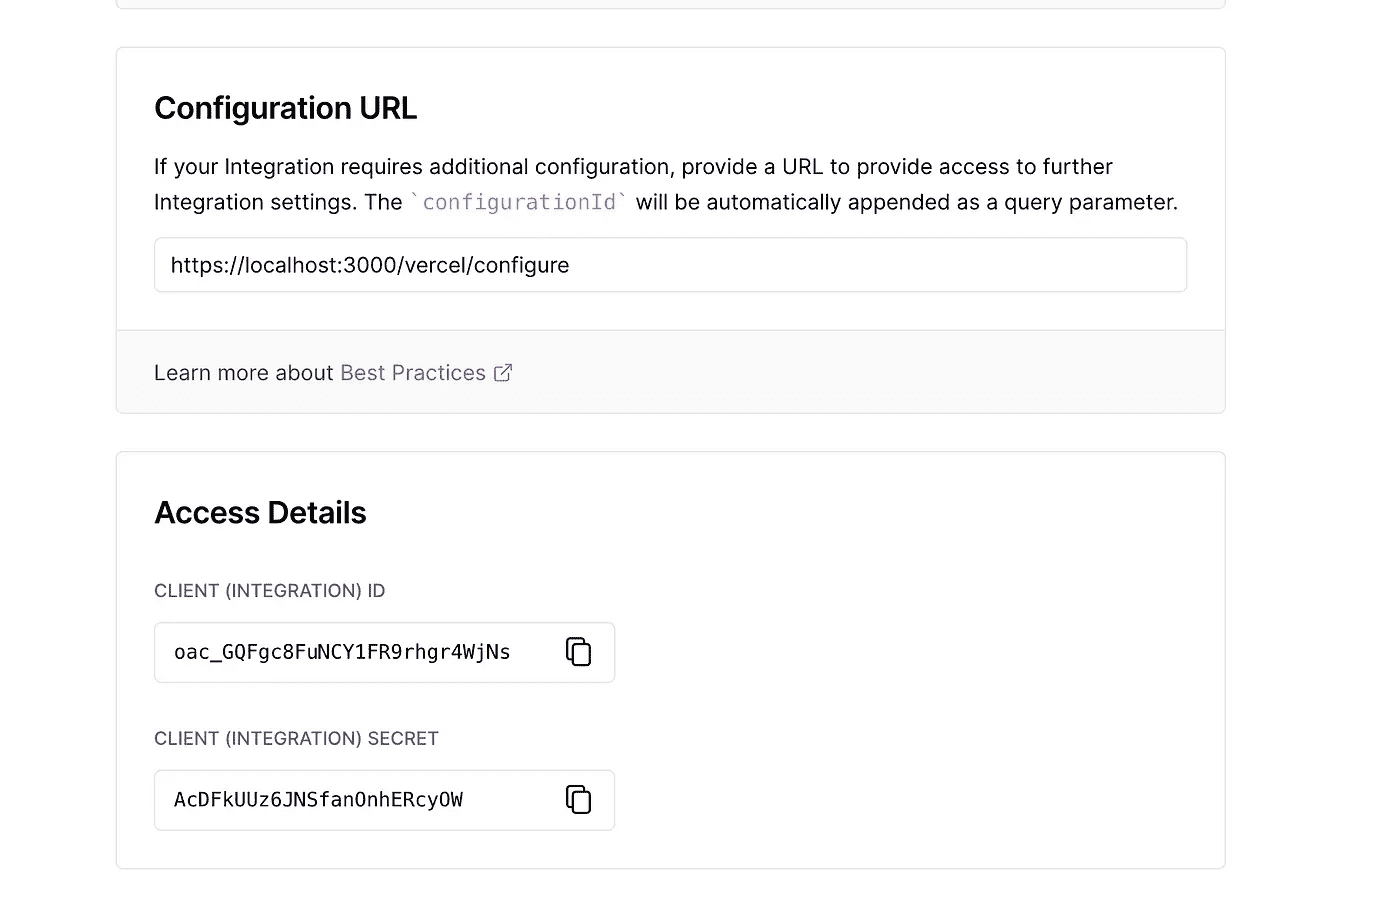 Configuration URL
If your Integration requires additional configuration, provide a URL to provide access to further
Integration settings. The `configurationId` will be automatically appended as a query parameter.
https://localhost:3000/vercel/configure
Learn more about Best Practices
Access Details
CLIENT (INTEGRATION) ID
oac_GQFgc8FuNCY1FR9rhgr4WjNs
CLIENT (INTEGRATION) SECRET
AcDFkUUz6JNSfanOnhERcyOW